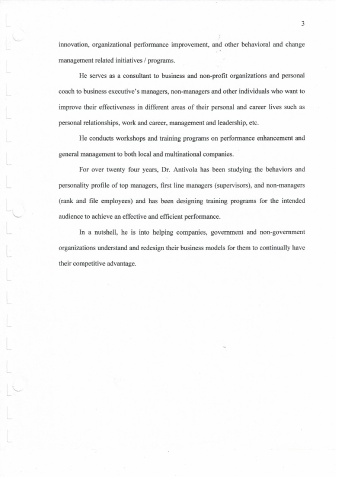 3
innovation, organizational performance improvement, and other behavioral and change
management related initiatives / programs.
He serves as a consultant to business and non-profit organizations and personal
coach to business executive's managers, non-managers and other individuals who want to
improve their effectiveness in different areas of their personal and career lives such as
personal relationships, work and career, management and leadership, etc.
He conducts workshops and training programs on performance enhancement and
general management to both local and multinational companies.
For over twenty four years, Dr. Antivola has been studying the behaviors and
personality profile of top managers, first line managers (supervisors), and non-managers
(rank and file employees) and has been designing training programs for the intended
audience to achieve an effective and efficient performance.
In a nutshell, he is into helping companies, government and non-government
organizations understand and redesign their business models for them to continually have
their competitive advantage.